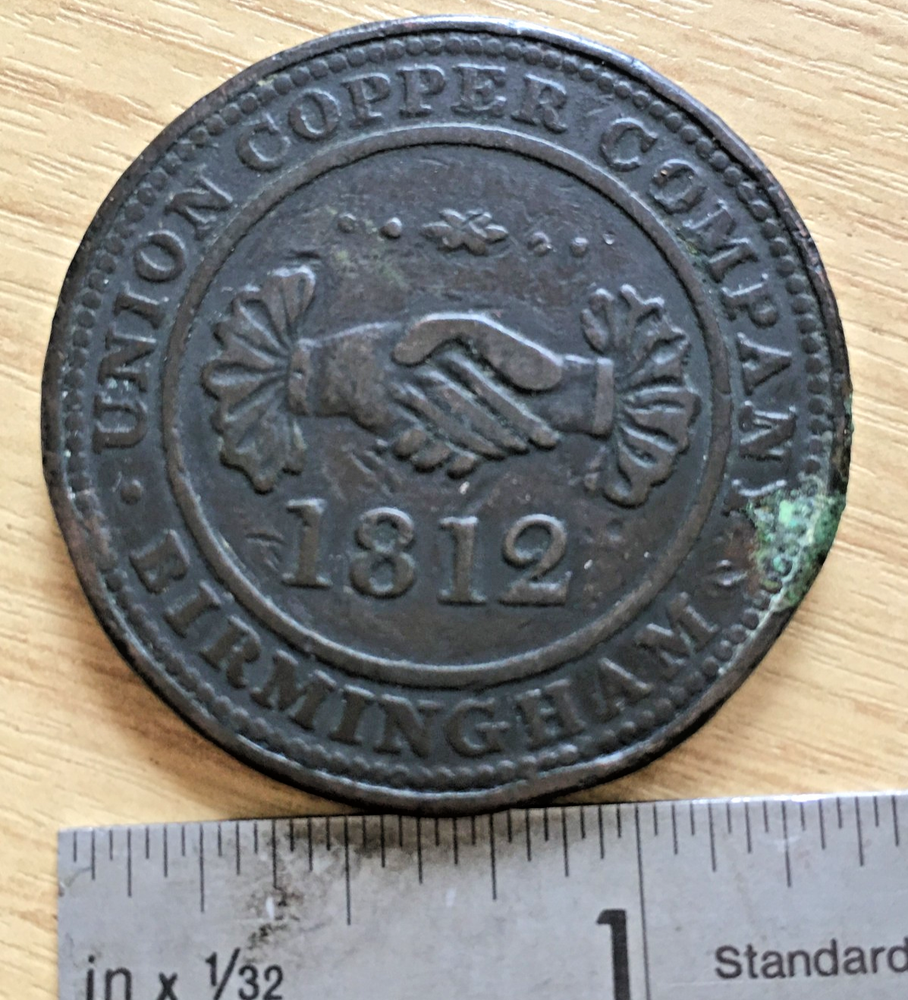 UNION COPPER COMPANY
1812
BIRMINGHAM
in x 1/32
1
Standard